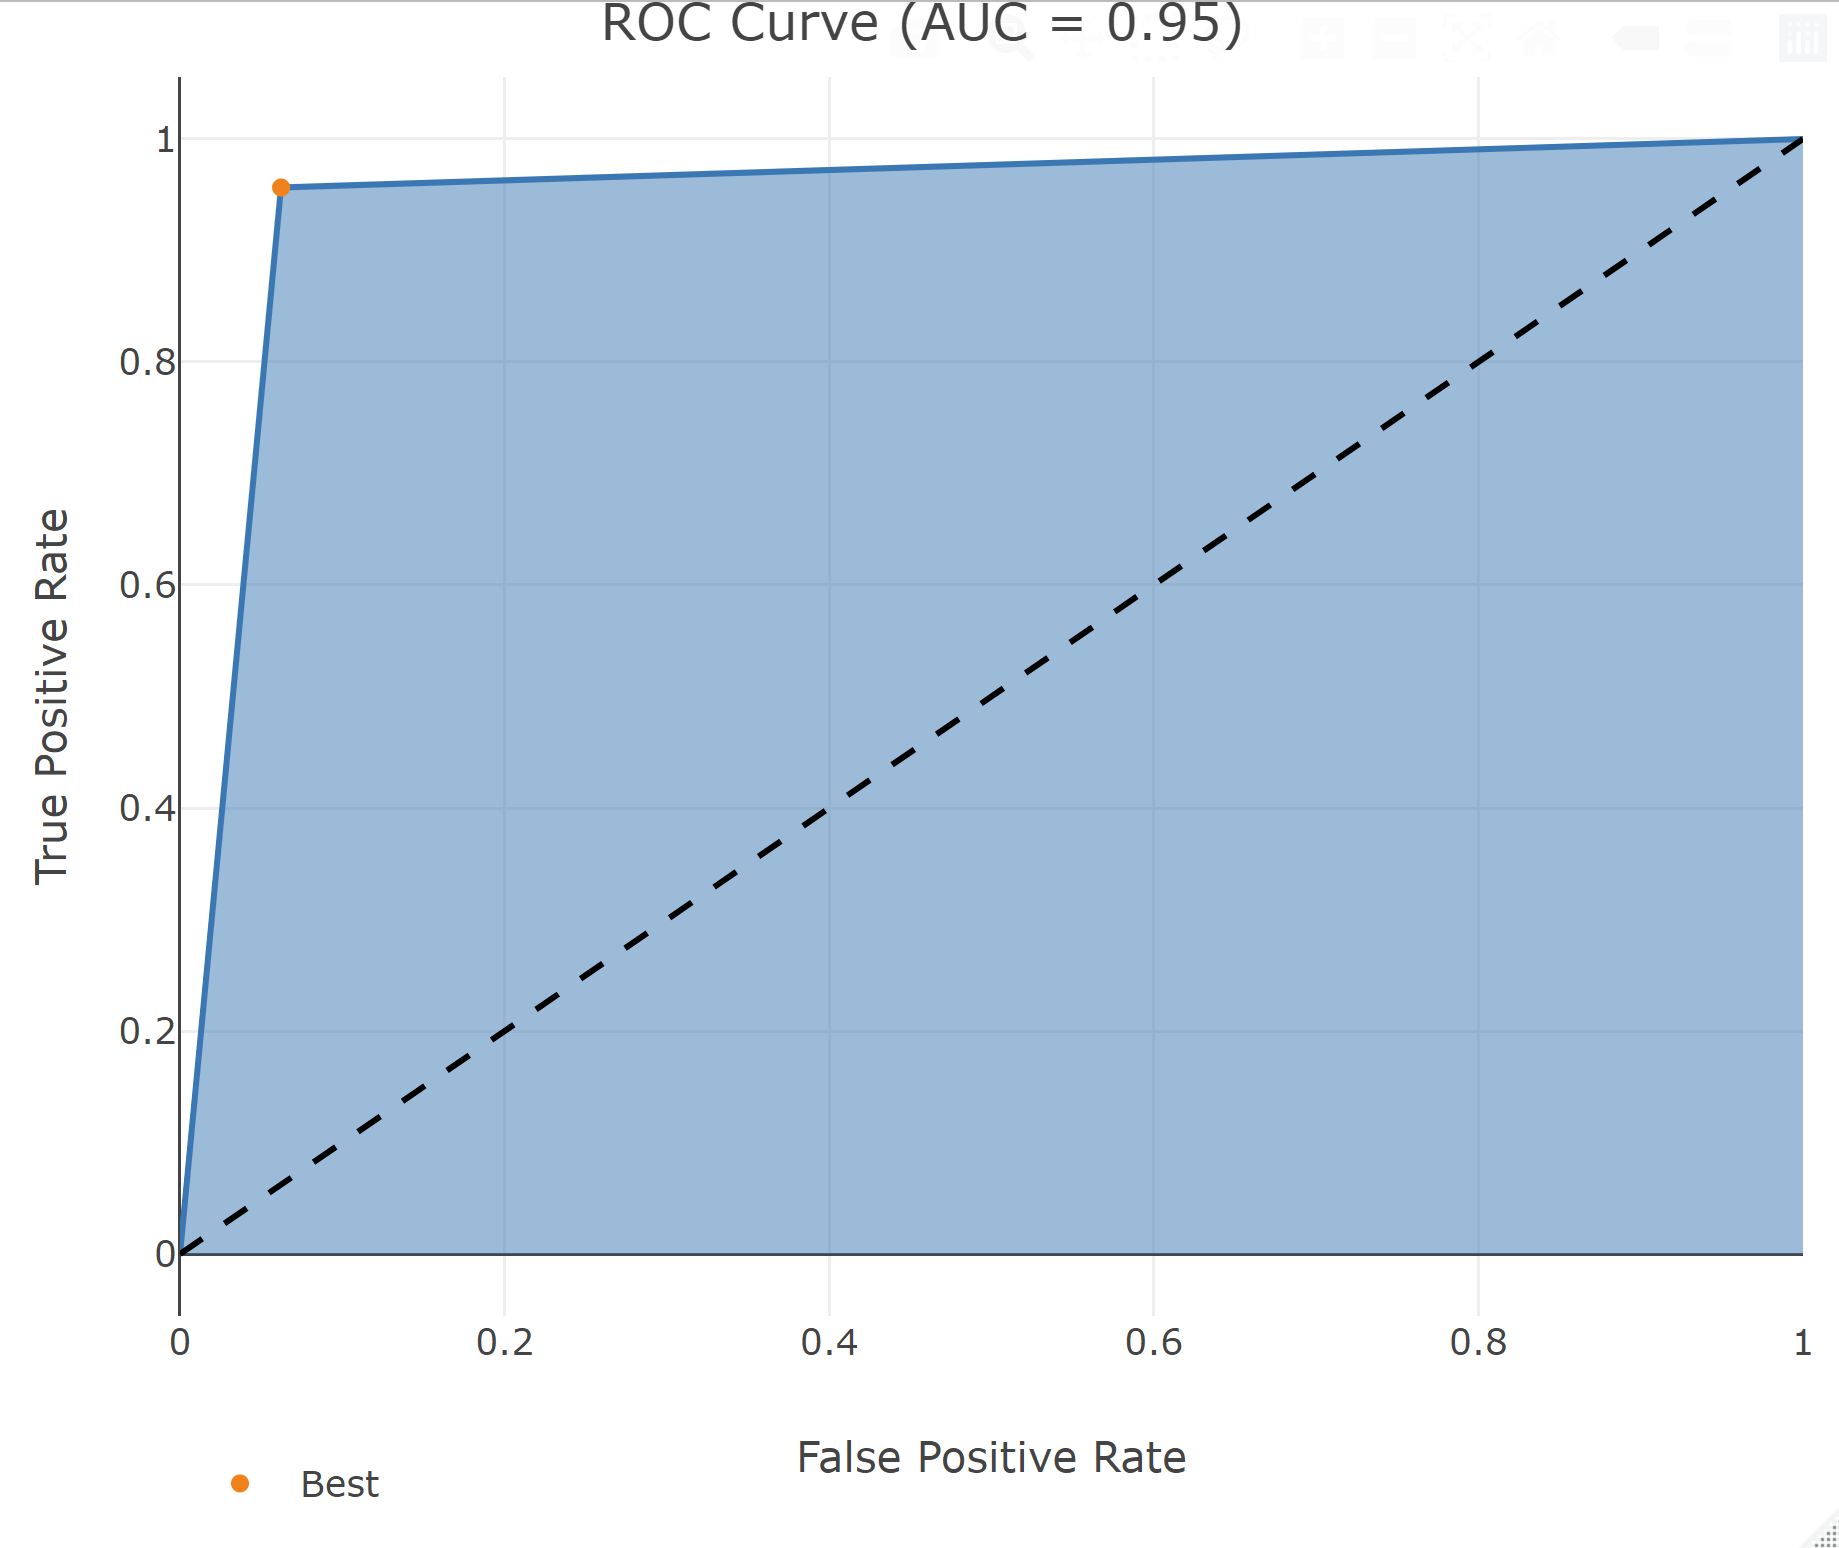 ROC Curve (AUC = 0.95)
True Positive Rate
1
0.8
0.6
0.4
0.2
0
0 0.2 0.4 0.6 0.8 1
False Positive Rate
Best